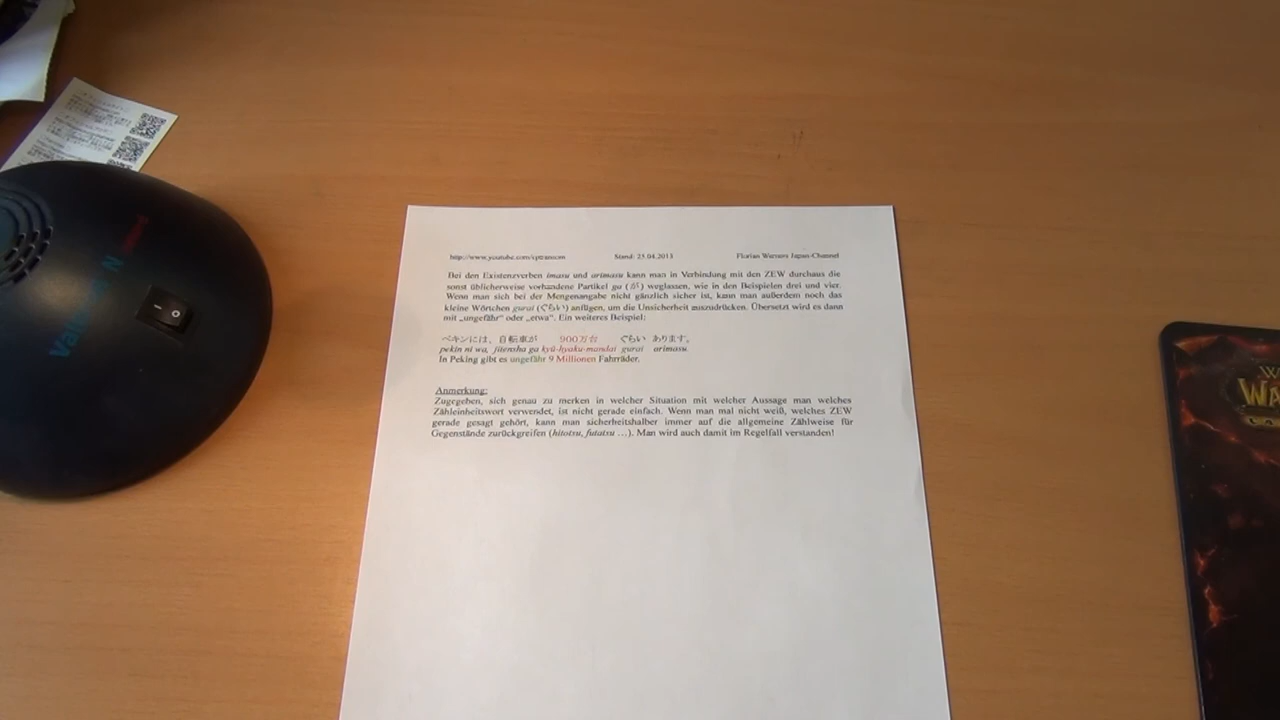 Stand: 23.04.2013
Florian Wievers Japan-Channel
Bei den Existenzverben imasu und arimasu kann man in Verbindung mit den ZEW durchaus die
sonst üblicherweise vorhandene Partikel ga (が) weglassen, wie in den Beispielen drei und vier.
Wenn man sich bei der Mengenangabe nicht gänzlich sicher ist, kann man außerdem noch das
kleine Wörtchen gurai (ぐらい) anfügen, um die Unsicherheit auszudrücken. Übersetzt wird es dann
mit „ungefähr“ oder „etwa“. Ein weiteres Beispiel:
ペキンには、自転車が 900万台 ぐらい あります。
pekin ni wa, jitensha ga kyū-hyaku-mandai gurai arimasu.
In Peking gibt es ungefähr 9 Millionen Fahrräder.
Anmerkung:
Zugegeben, sich genau zu merken in welcher Situation mit welcher Aussage man welches
Zähleinheitswort verwendet, ist nicht gerade einfach. Wenn man mal nicht weiß, welches ZEW
gerade gesagt gehört, kann man sicherheitshalber immer auf die allgemeine Zählweise für
Gegenstände zurückgreifen (hitotsu, futatsu ...). Man wird auch damit im Regelfall verstanden!